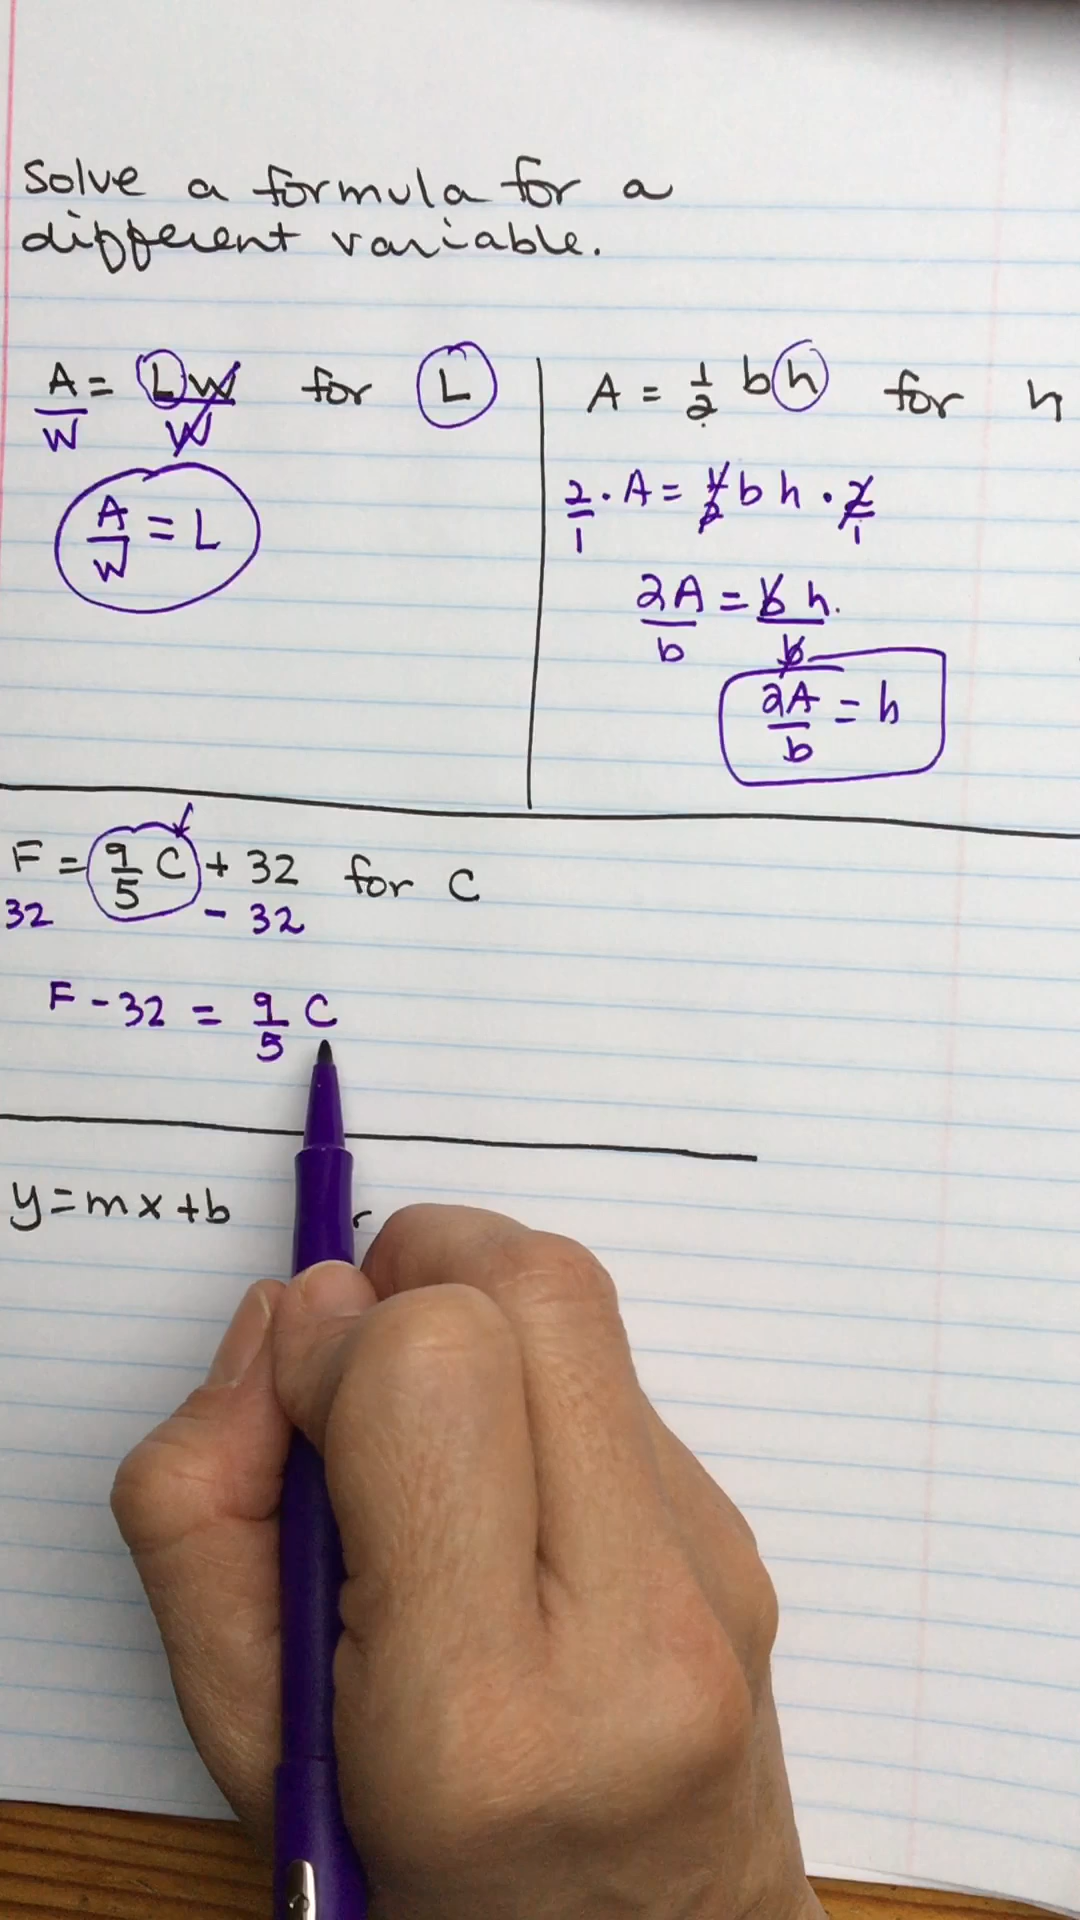 Solve a formula for a
different variable.
A = LW for L
W W
A = L
W
A = 1/2 bh for h
2/1 · A = 1/2 b h · 2/1
2A = b h.
b b
2A = h
b
F = 9/5 C + 32 for C
32 - 32
F - 32 = 9/5 C
y = mx + b